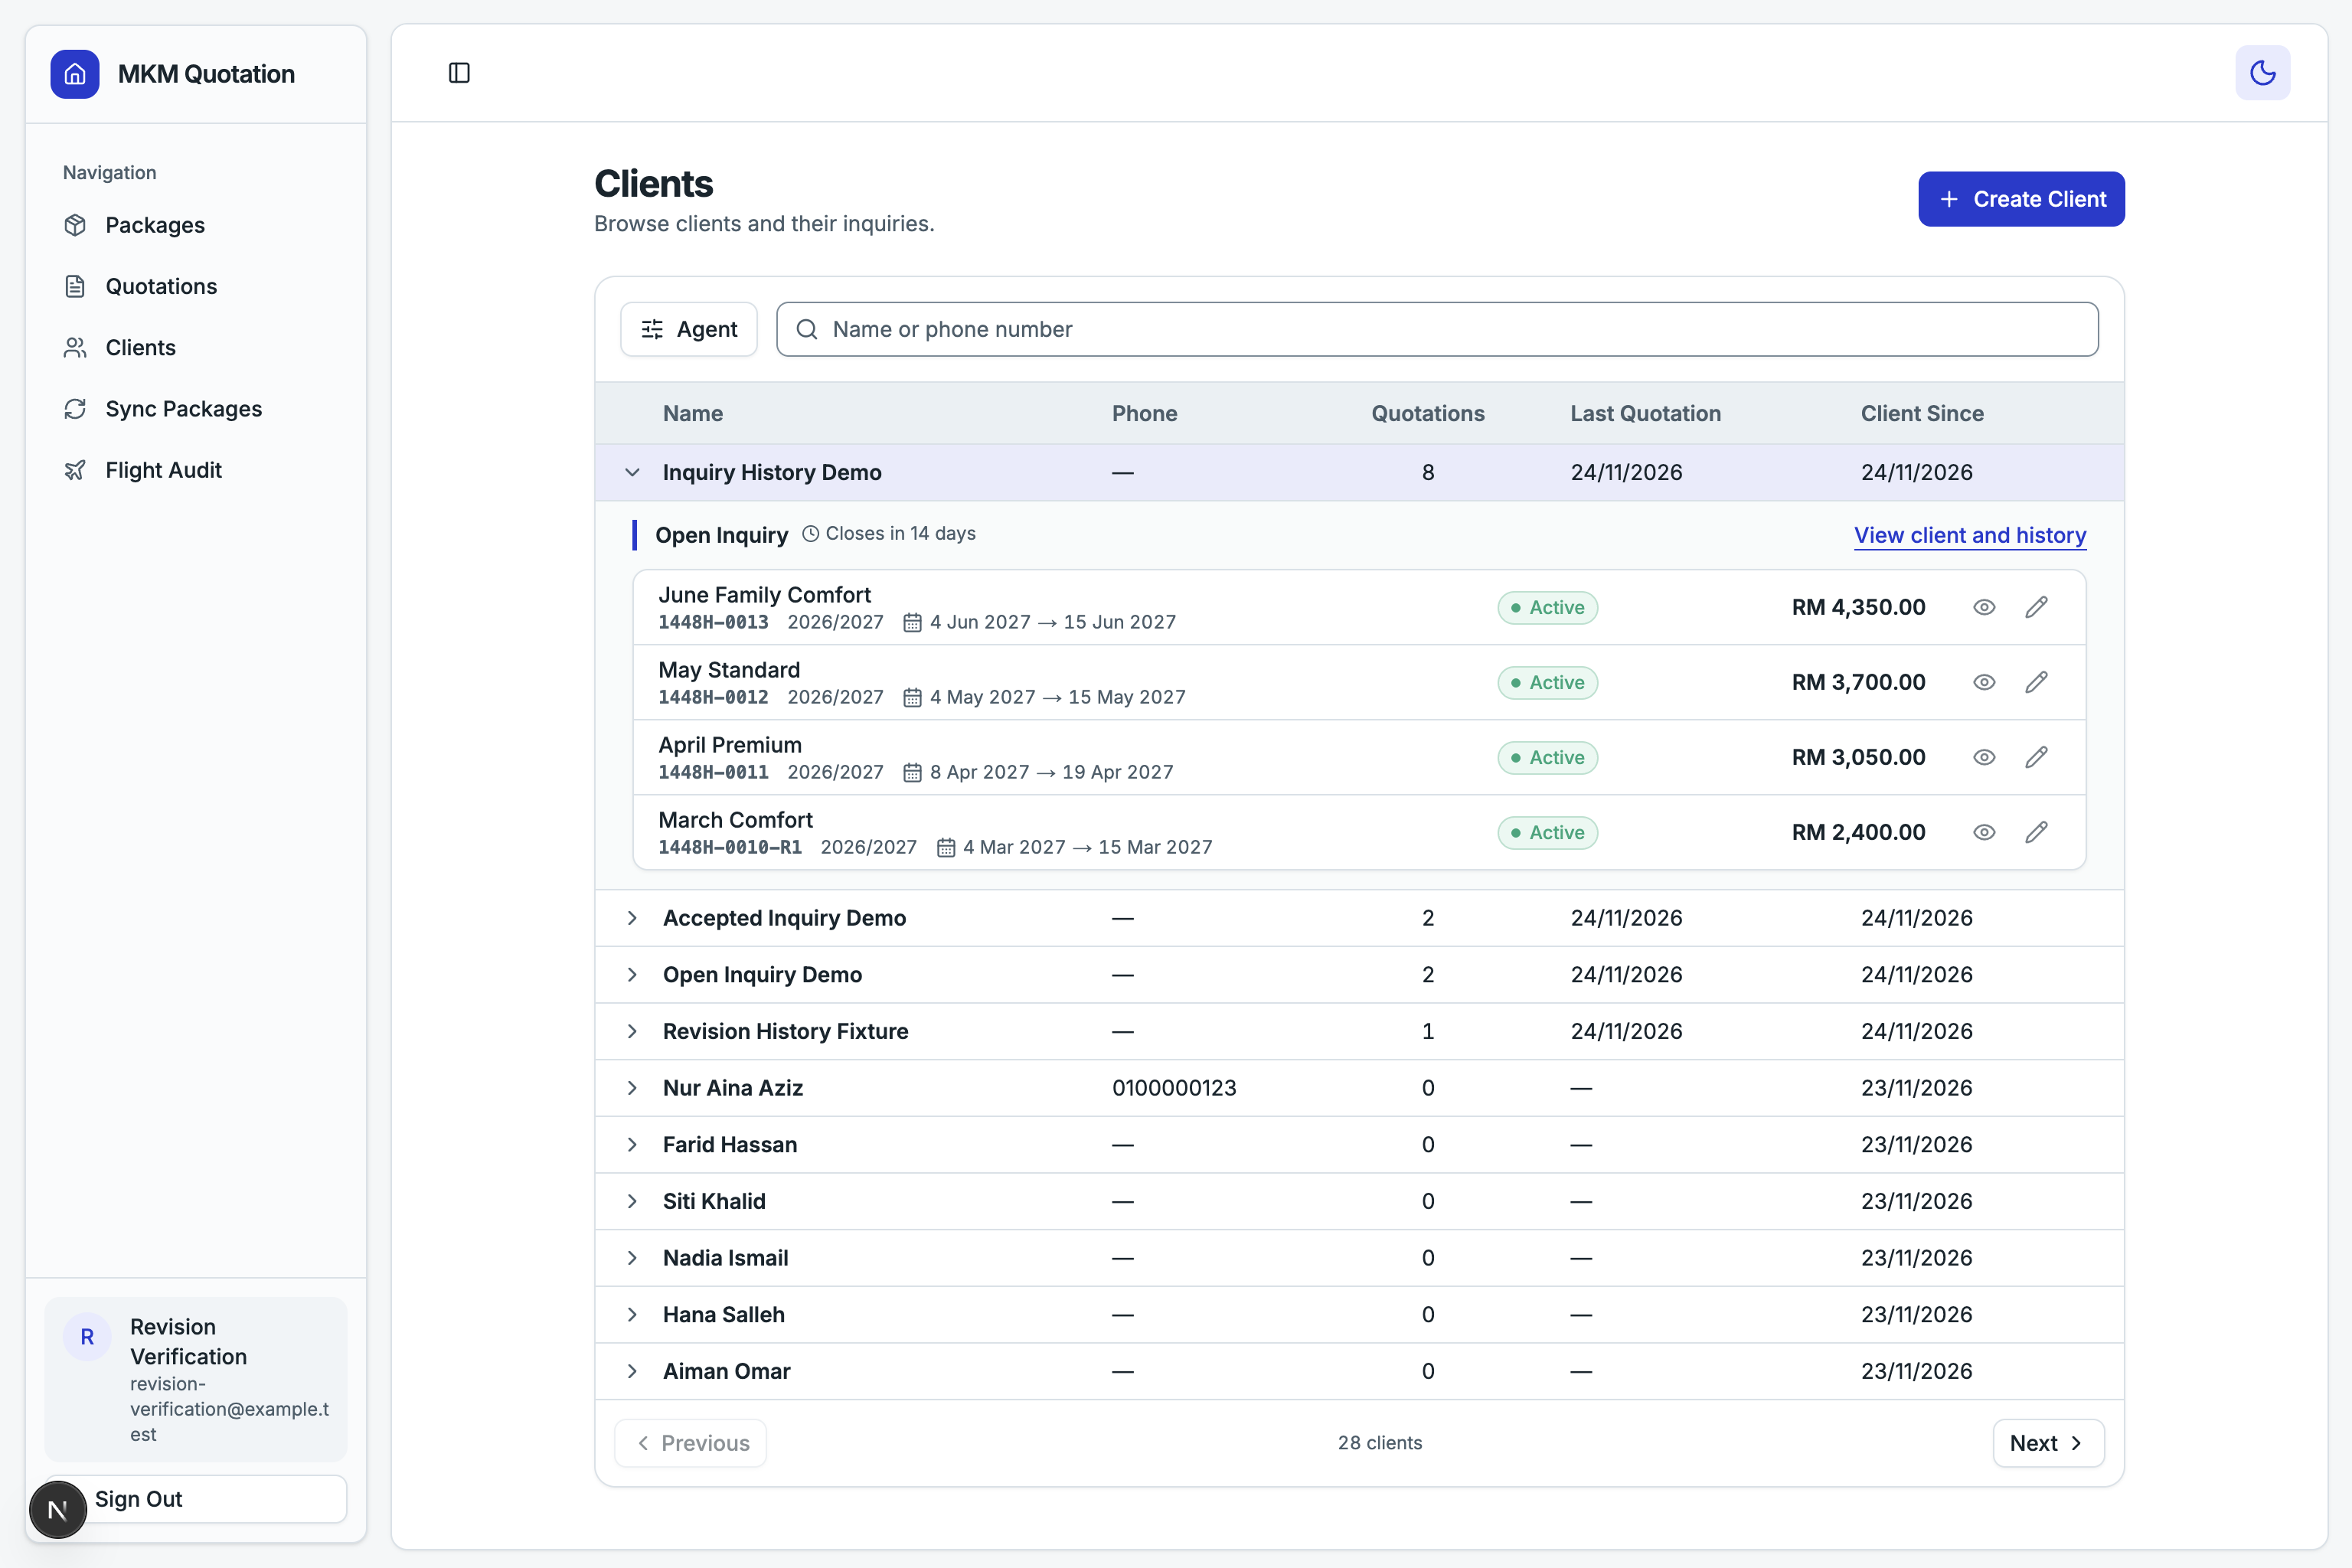 MKM Quotation
Navigation
Packages
Quotations
Clients
Sync Packages
Flight Audit
R
Revision
Verification
revision-
verification@example.t
est
Sign Out
N
Clients
Browse clients and their inquiries.
Create Client
Agent
Name or phone number
Name Phone Quotations Last Quotation Client Since
Inquiry History Demo — 8 24/11/2026 24/11/2026
Open Inquiry Closes in 14 days View client and history
June Family Comfort
1448H-0013 2026/2027 4 Jun 2027 → 15 Jun 2027 Active RM 4,350.00
May Standard
1448H-0012 2026/2027 4 May 2027 → 15 May 2027 Active RM 3,700.00
April Premium
1448H-0011 2026/2027 8 Apr 2027 → 19 Apr 2027 Active RM 3,050.00
March Comfort
1448H-0010-R1 2026/2027 4 Mar 2027 → 15 Mar 2027 Active RM 2,400.00
Accepted Inquiry Demo — 2 24/11/2026 24/11/2026
Open Inquiry Demo — 2 24/11/2026 24/11/2026
Revision History Fixture — 1 24/11/2026 24/11/2026
Nur Aina Aziz 0100000123 0 — 23/11/2026
Farid Hassan — 0 — 23/11/2026
Siti Khalid — 0 — 23/11/2026
Nadia Ismail — 0 — 23/11/2026
Hana Salleh — 0 — 23/11/2026
Aiman Omar — 0 — 23/11/2026
Previous 28 clients Next